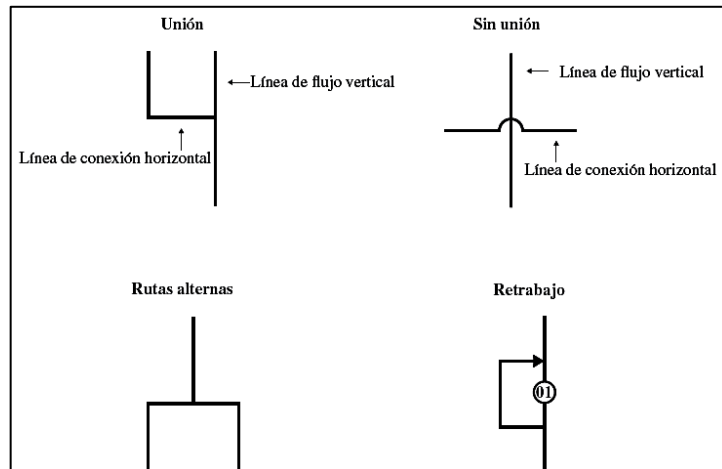 Unión
Sin unión
Línea de flujo vertical
Línea de flujo vertical
Línea de conexión horizontal
Línea de conexión horizontal
Rutas alternas
Retrabajo
01